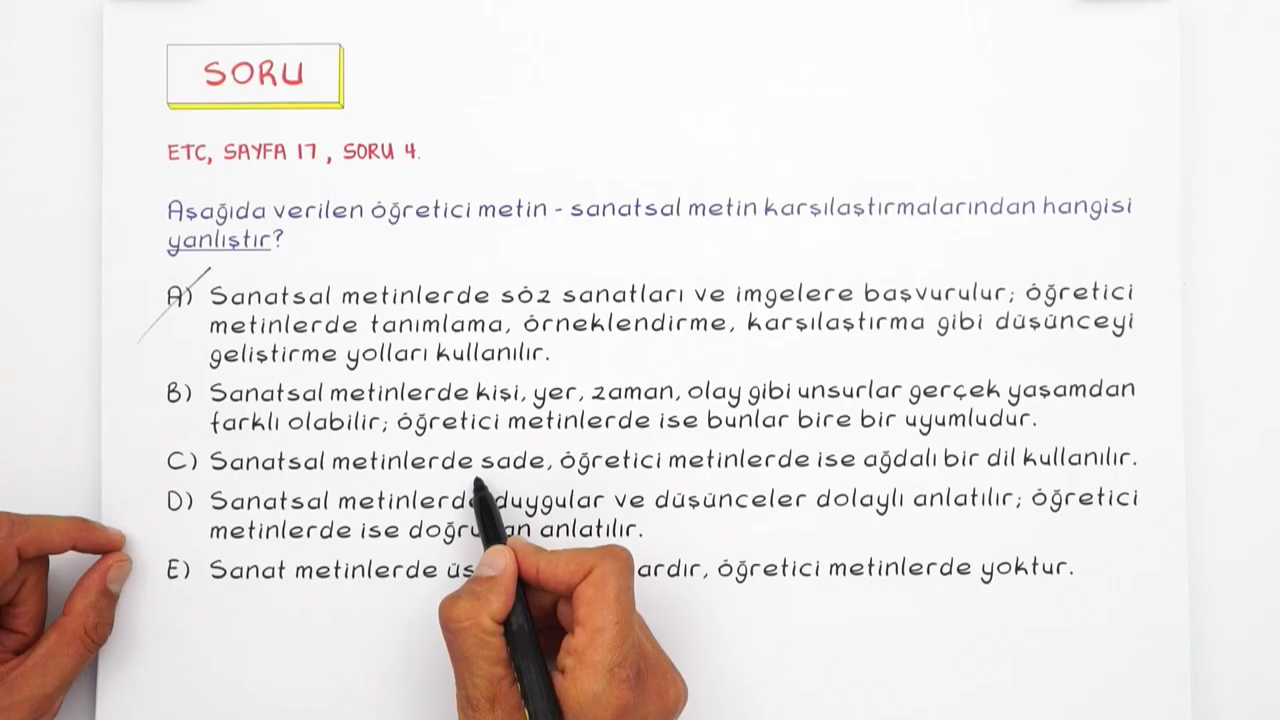 SORU
ETC, SAYFA 17, SORU 4.
Aşağıda verilen öğretici metin - sanatsal metin karşılaştırmalarından hangisi
yanlıştır?
A) Sanatsal metinlerde söz sanatları ve imgelere başvurulur; öğretici
metinlerde tanımlama, örneklendirme, karşılaştırma gibi düşünceyi
geliştirme yolları kullanılır.
B) Sanatsal metinlerde kişi, yer, zaman, olay gibi unsurlar gerçek yaşamdan
farklı olabilir; öğretici metinlerde ise bunlar bire bir uyumludur.
C) Sanatsal metinlerde sade, öğretici metinlerde ise ağdalı bir dil kullanılır.
D) Sanatsal metinlerde duygular ve düşünceler dolaylı anlatılır; öğretici
metinlerde ise doğrudan anlatılır.
E) Sanat metinlerde öğretici metinlerde yoktur.